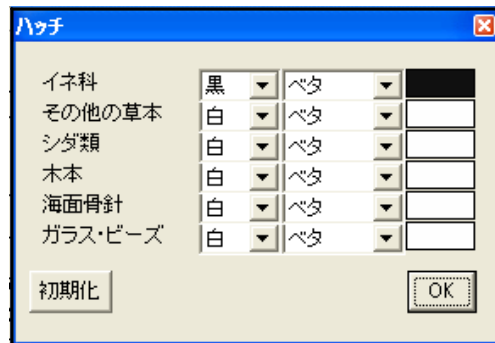 ハッチ
イネ科 黒 ベタ
その他の草本 白 ベタ
シダ類 白 ベタ
木本 白 ベタ
海面骨針 白 ベタ
ガラス・ビーズ 白 ベタ
初期化 OK